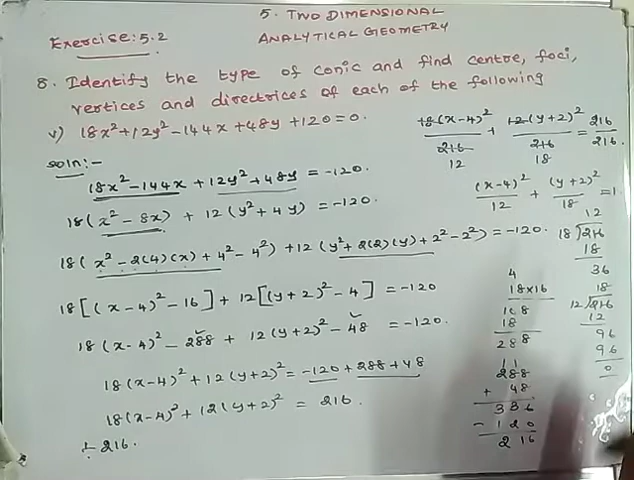 5. TWO DIMENSIONAL
ANALYTICAL GEOMETRY
Exercise: 5.2
8. Identify the type of conic and find centre, foci,
vertices and directrices of each of the following
v) 18x² + 12y² - 144x + 48y + 120 = 0.
soln:-
18x² - 144x + 12y² + 48y = -120.
18(x² - 8x) + 12(y² + 4y) = -120.
18(x² - 2(4)(x) + 4² - 4²) + 12(y² + 2(2)(y) + 2² - 2²) = -120.
18[(x-4)² - 16] + 12[(y+2)² - 4] = -120
18(x-4)² - 288 + 12(y+2)² - 48 = -120.
18(x-4)² + 12(y+2)² = -120 + 288 + 48
18(x-4)² + 12(y+2)² = 216.
÷ 216.
18(x-4)²/216 + 12(y+2)²/216 = 216/216.
12 18
(x-4)²/12 + (y+2)²/18 = 1.
12
18)216
18
36
4
18x16
108
18
288
18
12)216
12
96
96
0
11
288
+ 48
336
- 120
216